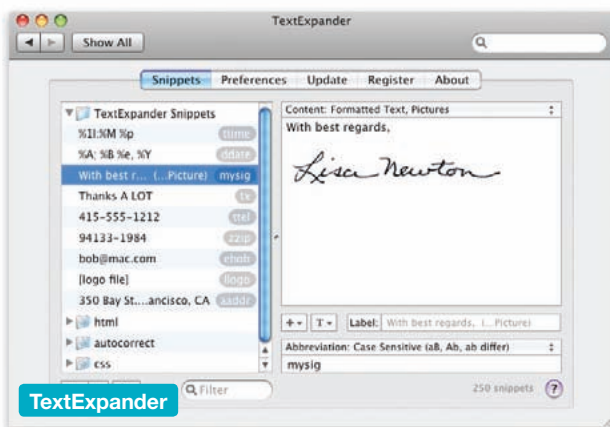 TextExpander
Show All
Snippets Preferences Update Register About
TextExpander Snippets
%1I:%M %p ttime
%A; %B %e, %Y ddate
With best r... (...Picture) mysig
Thanks A LOT tx
415-555-1212 ttel
94133-1984 zzip
bob@mac.com ebob
[logo file] llogo
350 Bay St....ancisco, CA aaddr
html
autocorrect
css
Filter
Content: Formatted Text, Pictures
With best regards,
Lisa Newton
+ T Label: With best regards, (...Picture)
Abbreviation: Case Sensitive (aB, Ab, ab differ)
mysig
250 snippets ?
TextExpander